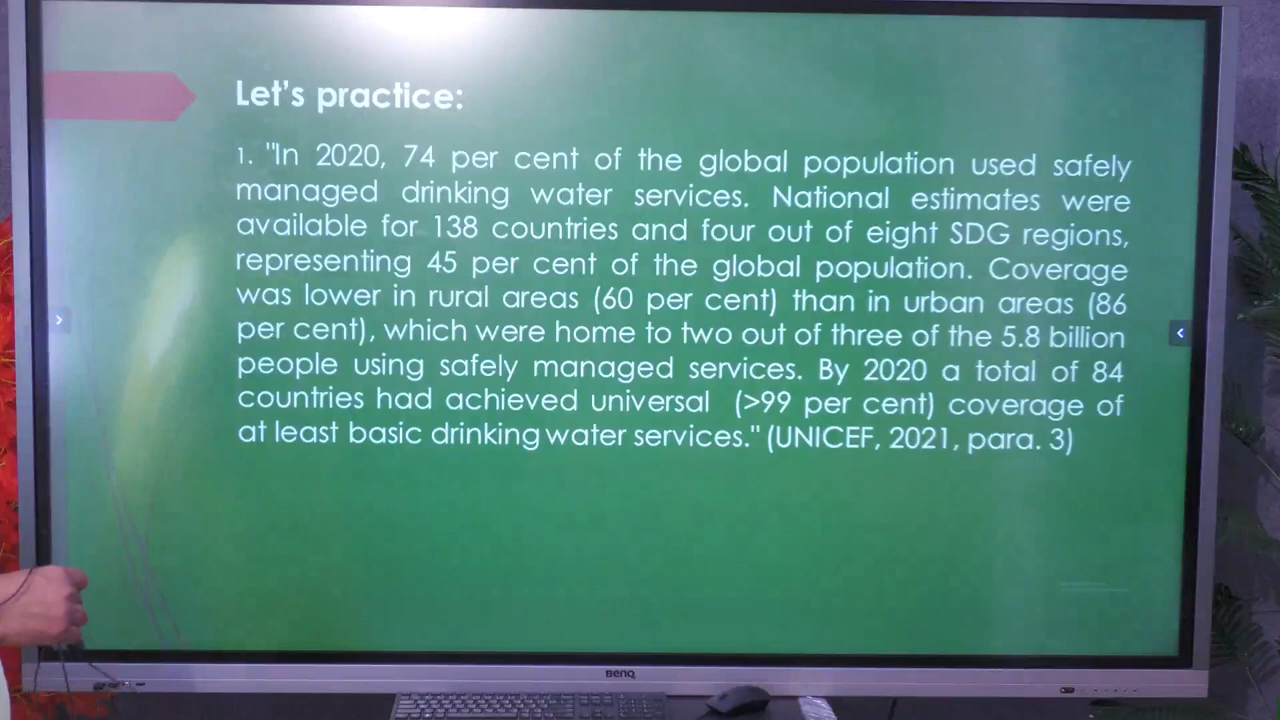 Let's practice:
1. "In 2020, 74 per cent of the global population used safely
managed drinking water services. National estimates were
available for 138 countries and four out of eight SDG regions,
representing 45 per cent of the global population. Coverage
was lower in rural areas (60 per cent) than in urban areas (86
per cent), which were home to two out of three of the 5.8 billion
people using safely managed services. By 2020 a total of 84
countries had achieved universal (>99 per cent) coverage of
at least basic drinking water services." (UNICEF, 2021, para. 3)
BenQ